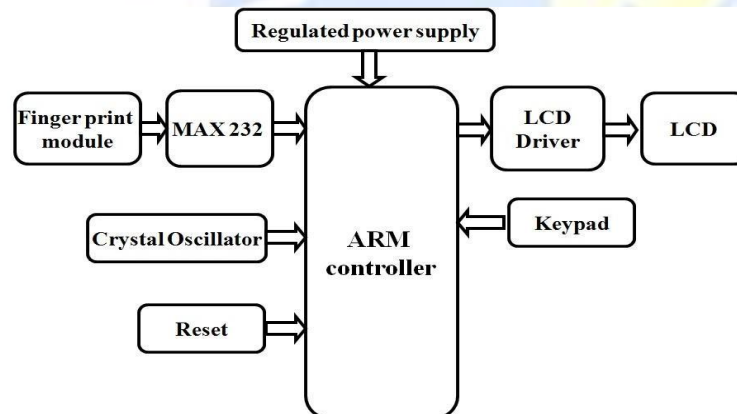 Regulated power supply
Finger print
module
MAX 232
LCD
Driver
LCD
Crystal Oscillator
ARM
controller
Keypad
Reset